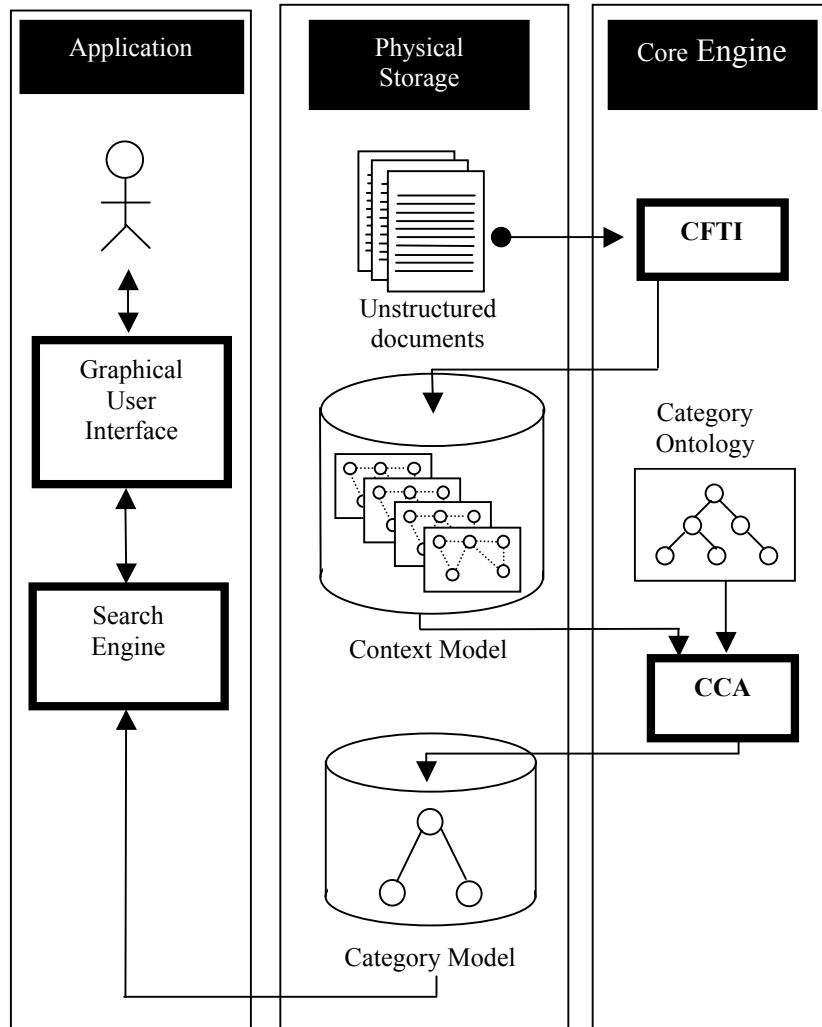 Application
Physical
Storage
Core Engine
CFTI
Unstructured
documents
Graphical
User
Interface
Category
Ontology
Search
Engine
Context Model
CCA
Category Model